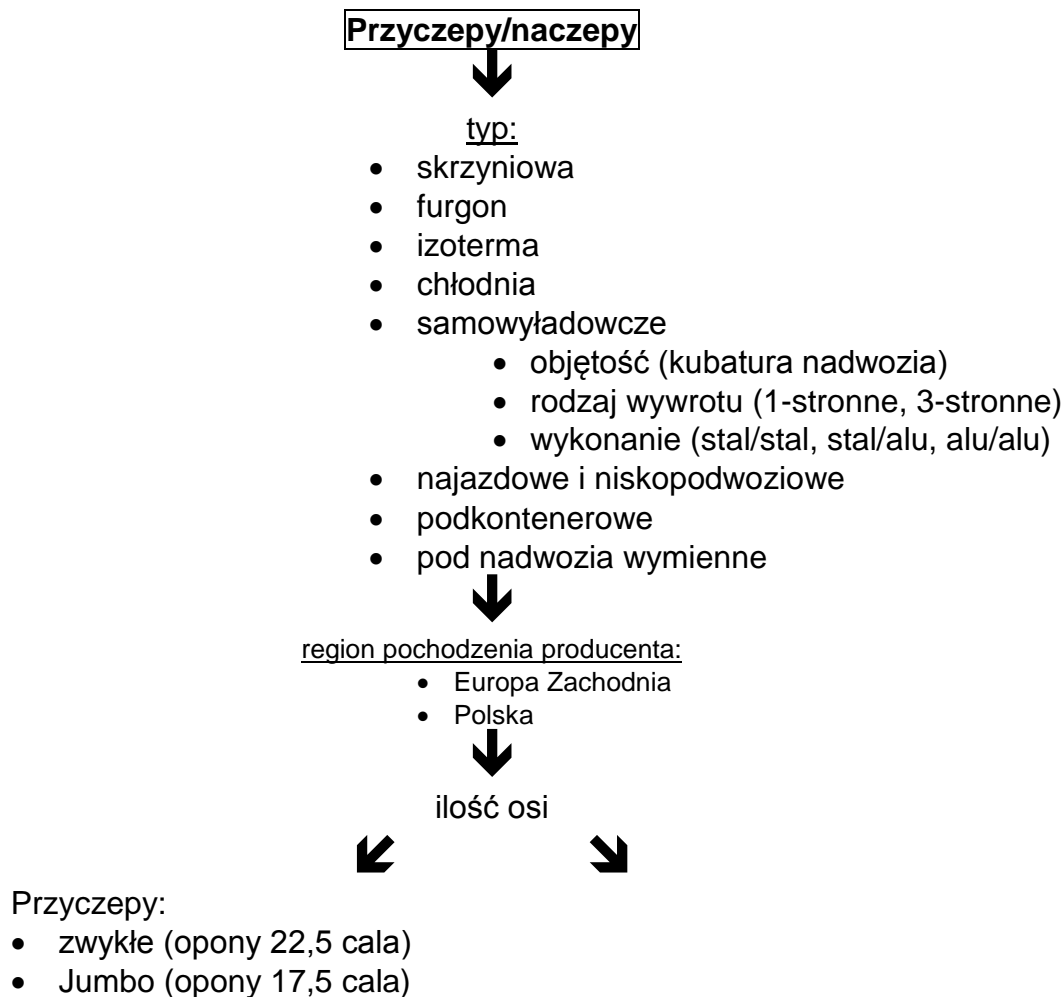 Przyczepy/naczepy
typ:
• skrzyniowa
• furgon
• izoterma
• chłodnia
• samowyładowcze
• objętość (kubatura nadwozia)
• rodzaj wywrotu (1-stronne, 3-stronne)
• wykonanie (stal/stal, stal/alu, alu/alu)
• najazdowe i niskopodwoziowe
• podkontenerowe
• pod nadwozia wymienne
region pochodzenia producenta:
• Europa Zachodnia
• Polska
ilość osi
Przyczepy:
• zwykłe (opony 22,5 cala)
• Jumbo (opony 17,5 cala)